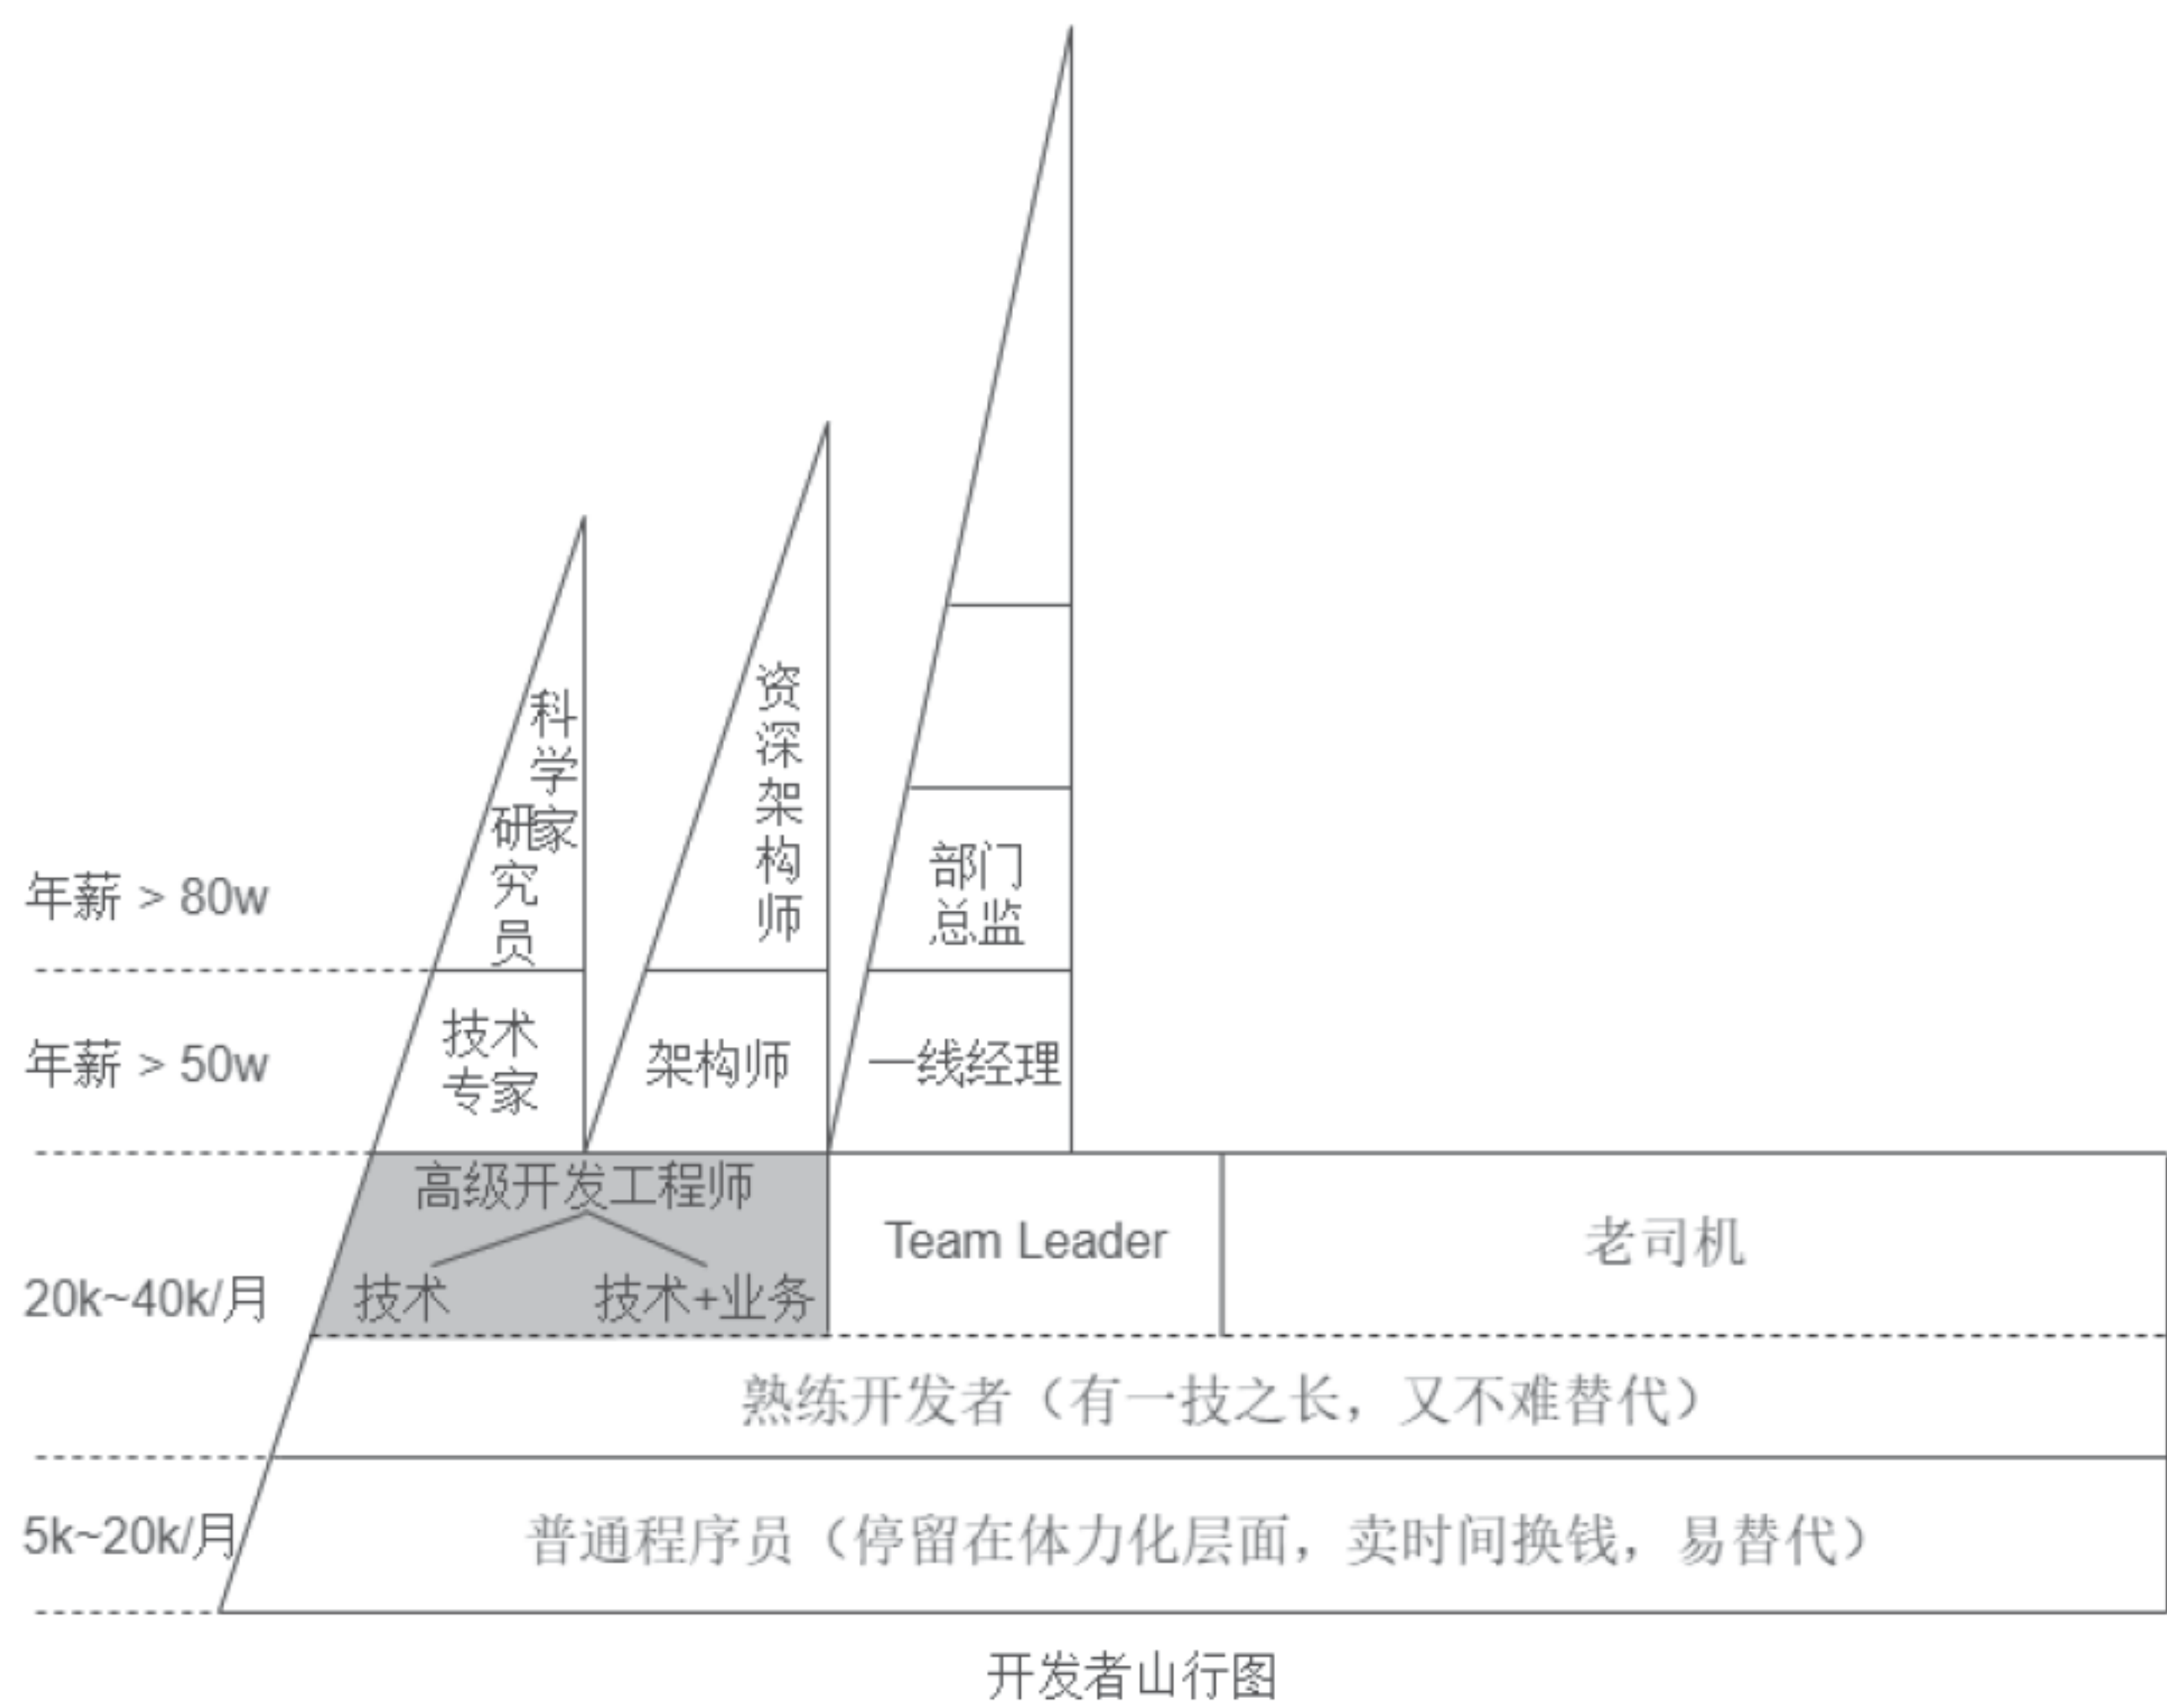 科学家
研究员
资深架构师
部门
总监
年薪 > 80w
技术
专家
架构师
一线经理
年薪 > 50w
高级开发工程师
技术
技术+业务
Team Leader
老司机
20k~40k/月
熟练开发者（有一技之长，又不难替代）
5k~20k/月
普通程序员（停留在体力化层面，卖时间换钱，易替代）
开发者山行图